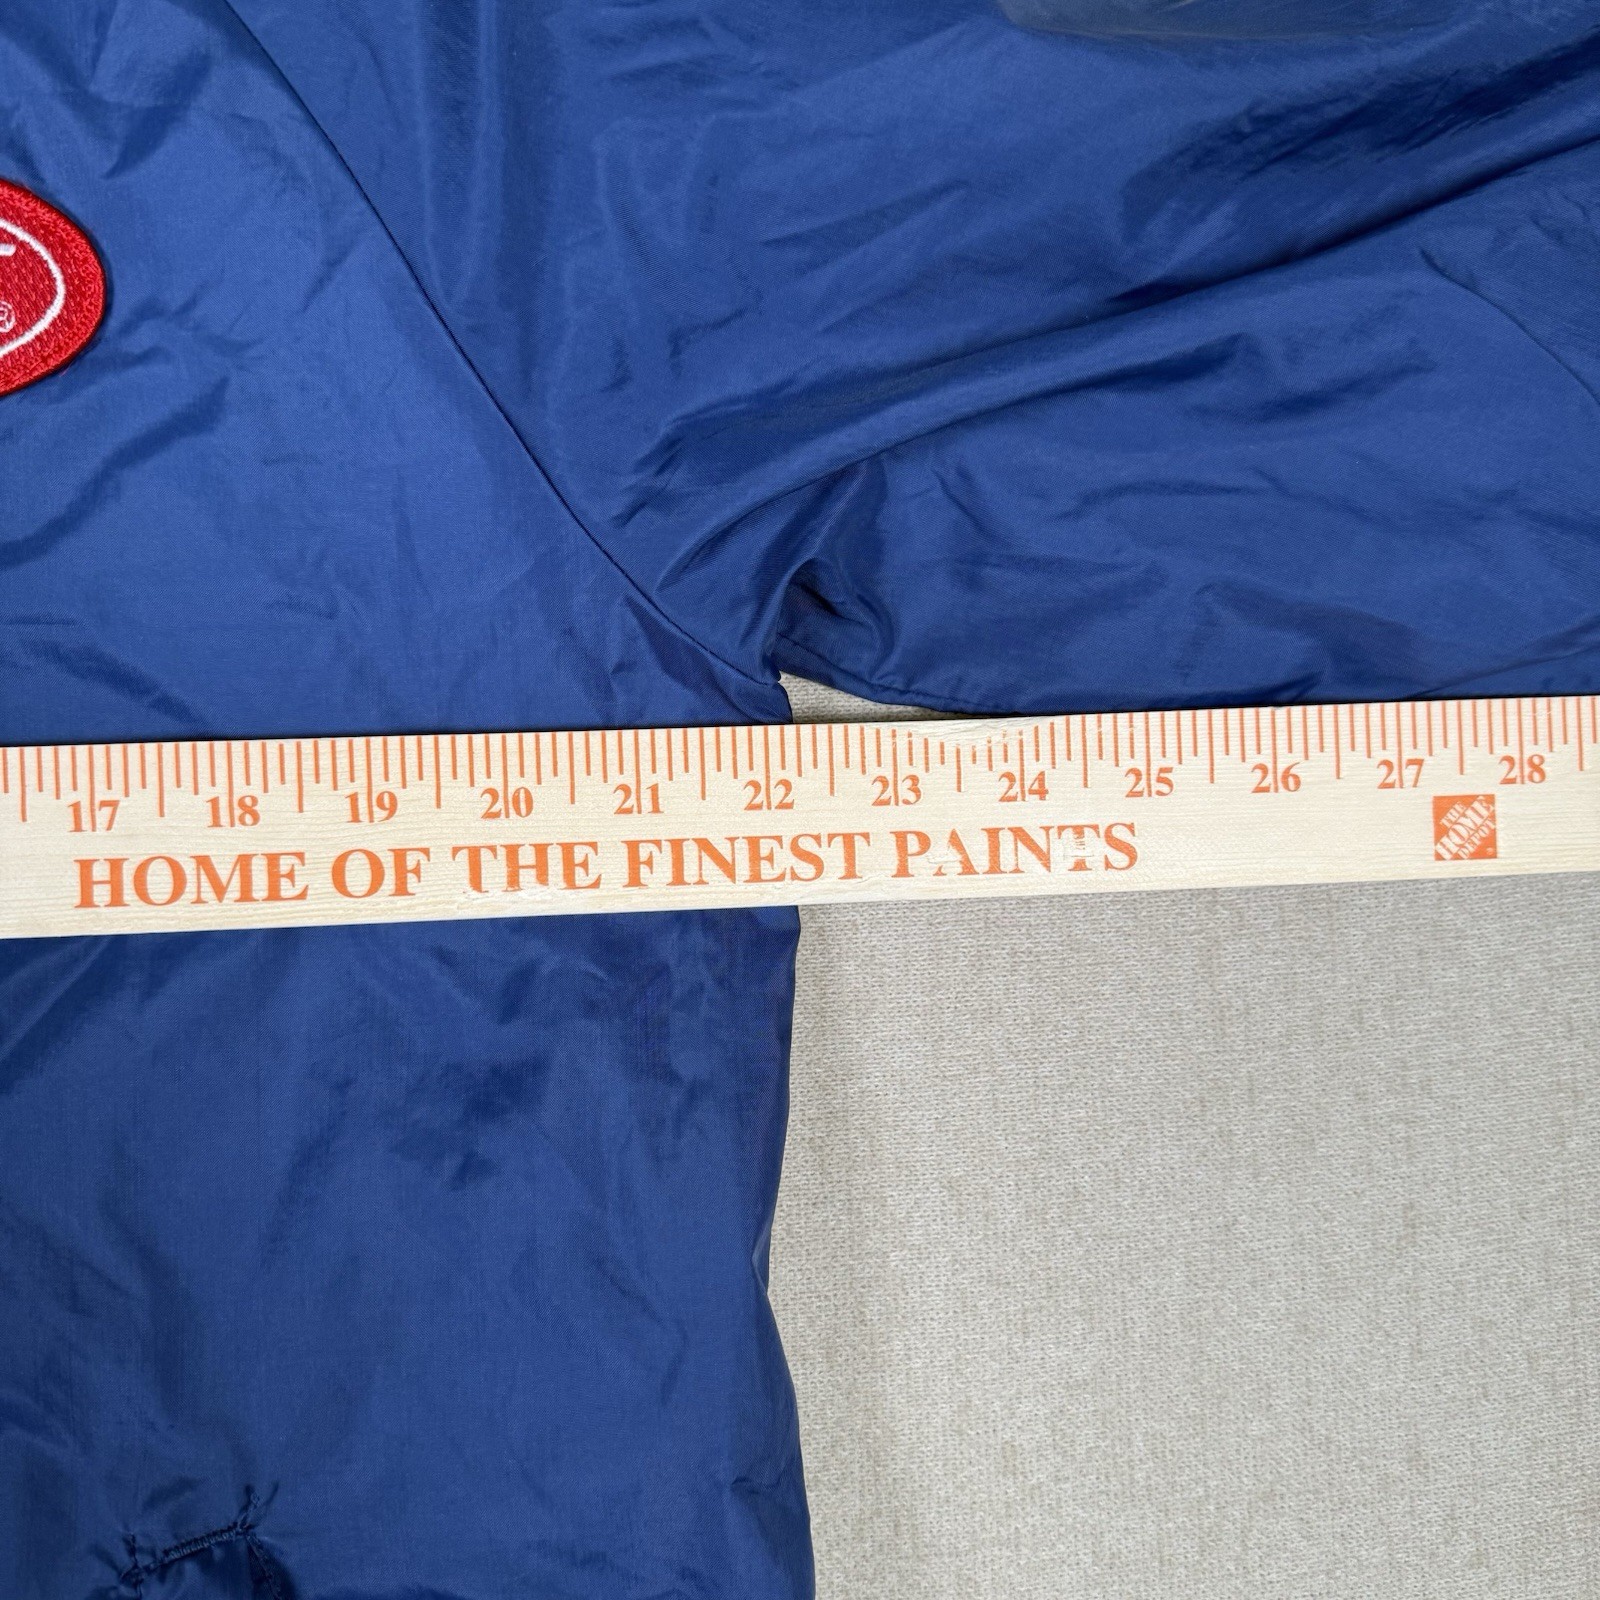 ®
17 18 19 20 21 22 23 24 25 26 27 28
HOME OF THE FINEST PAINTS
THE
HOME
DEPOT